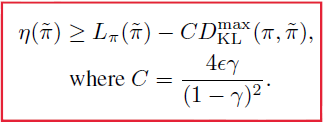 η(π̃) ≥ L_π(π̃) − CD_KL^max(π, π̃),
where C = 4ϵγ / (1 − γ)².